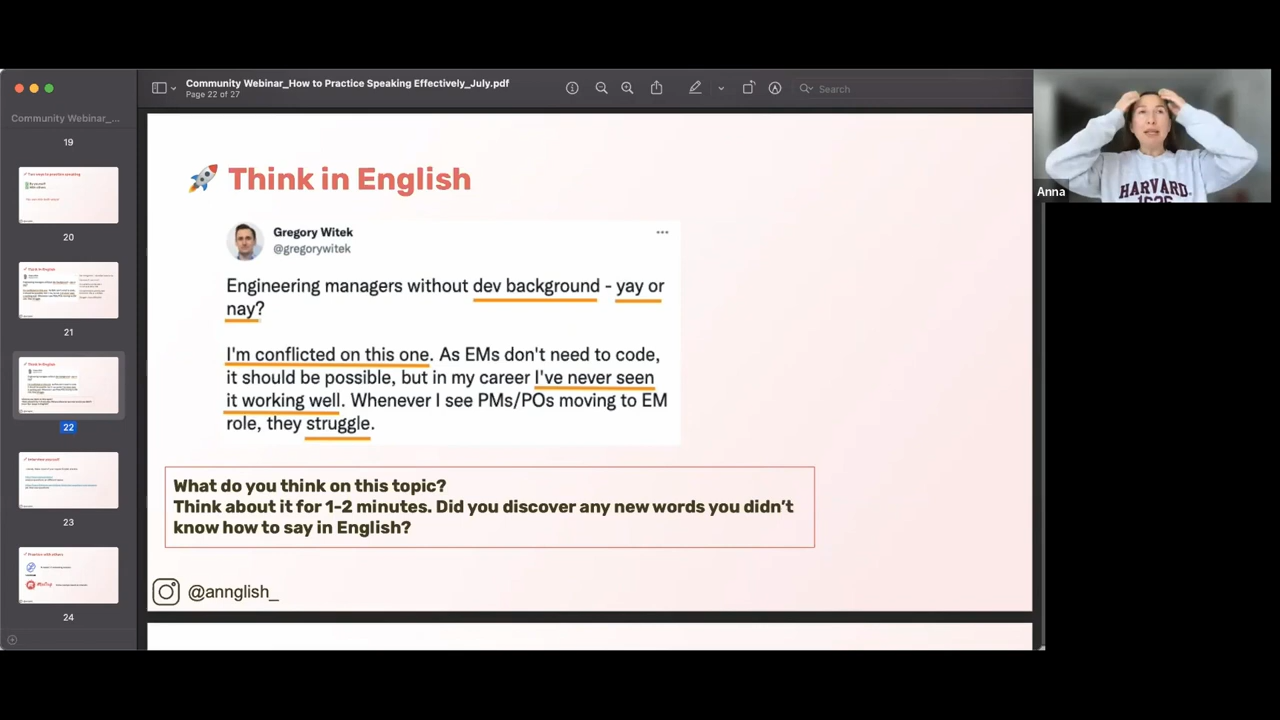 Community Webinar_How to Practice Speaking Effectively_July.pdf
Page 22 of 27
Search
Community Webinar_...
19
20
21
22
23
24
Think in English
Gregory Witek
@gregorywitek
Engineering managers without dev background - yay or
nay?
I'm conflicted on this one. As EMs don't need to code,
it should be possible, but in my career I've never seen
it working well. Whenever I see PMs/POs moving to EM
role, they struggle.
What do you think on this topic?
Think about it for 1-2 minutes. Did you discover any new words you didn't
know how to say in English?
@annglish_
Anna
HARVARD